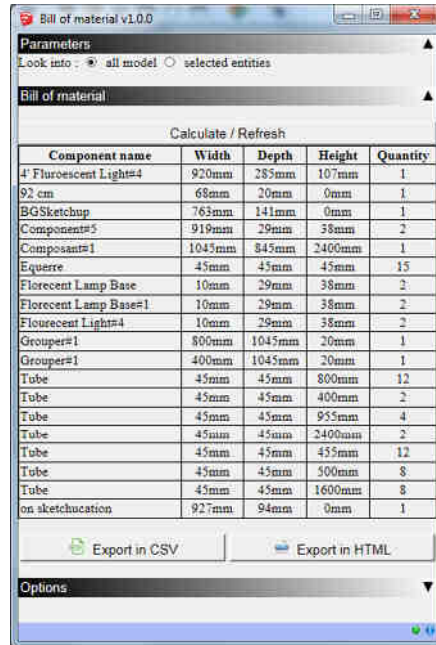 Bill of material v1.0.0
Parameters
Look into : all model selected entities
Bill of material
Calculate / Refresh
Component name Width Depth Height Quantity
4' Fluroescent Light#4 920mm 285mm 107mm 1
92 cm 68mm 20mm 0mm 1
BGSketchup 763mm 141mm 0mm 1
Component#5 919mm 29mm 38mm 2
Composant#1 1045mm 845mm 2400mm 1
Equerre 45mm 45mm 45mm 15
Florecent Lamp Base 10mm 29mm 38mm 2
Florecent Lamp Base#1 10mm 29mm 38mm 2
Flourecent Light#4 10mm 29mm 38mm 2
Grouper#1 800mm 1045mm 20mm 1
Grouper#1 400mm 1045mm 20mm 1
Tube 45mm 45mm 800mm 12
Tube 45mm 45mm 400mm 2
Tube 45mm 45mm 955mm 4
Tube 45mm 45mm 2400mm 2
Tube 45mm 45mm 455mm 12
Tube 45mm 45mm 500mm 8
Tube 45mm 45mm 1600mm 8
on sketchucation 927mm 94mm 0mm 1
Export in CSV Export in HTML
Options